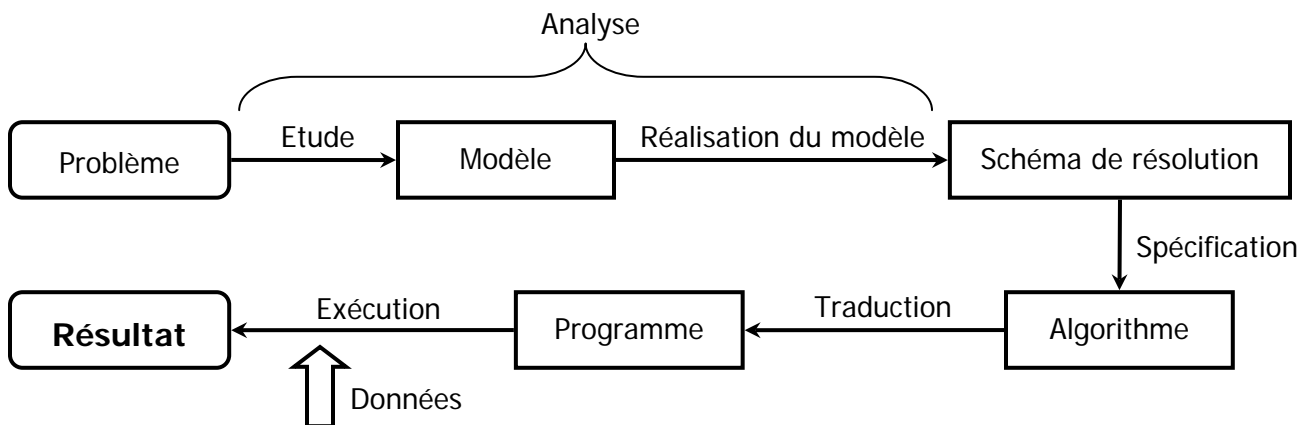 Analyse
Etude
Réalisation du modèle
Problème
Modèle
Schéma de résolution
Spécification
Exécution
Traduction
Résultat
Programme
Algorithme
Données